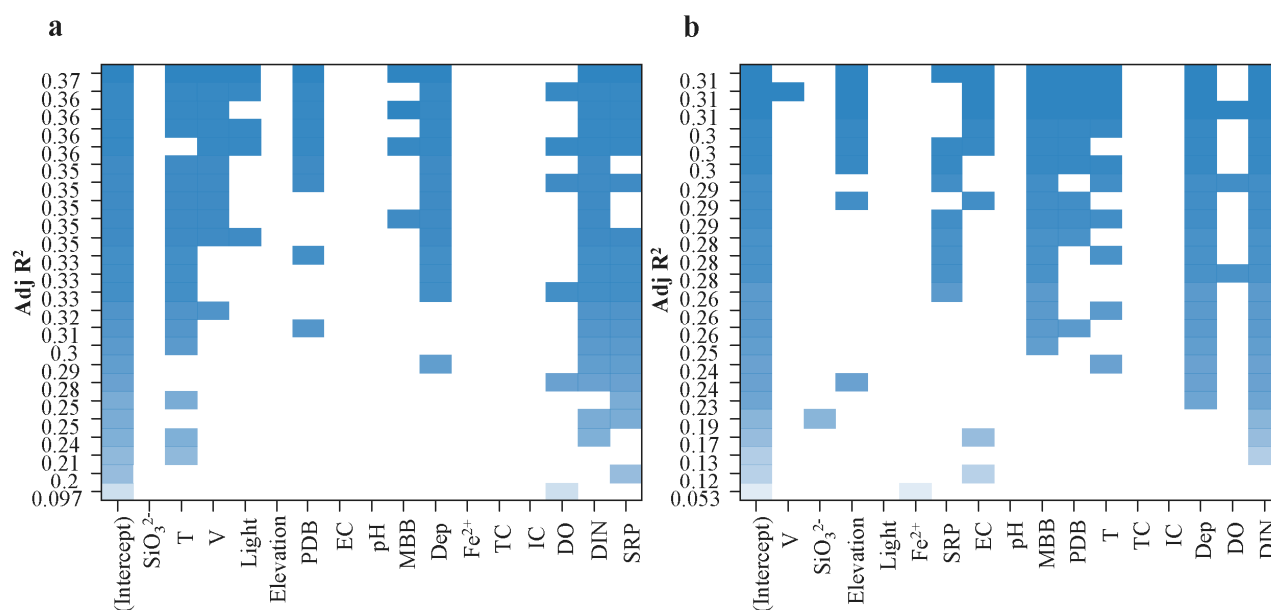 a
Adj R²
0.37
0.36
0.36
0.36
0.36
0.35
0.35
0.35
0.35
0.33
0.33
0.33
0.32
0.31
0.3
0.29
0.28
0.25
0.25
0.24
0.21
0.2
0.097
(Intercept)
SiO₃²⁻
T
V
Light
Elevation
PDB
EC
pH
MBB
Dep
Fe²⁺
TC
IC
DO
DIN
SRP
b
Adj R²
0.31
0.31
0.31
0.3
0.3
0.3
0.29
0.29
0.29
0.28
0.28
0.28
0.26
0.26
0.25
0.24
0.24
0.23
0.19
0.17
0.13
0.12
0.053
(Intercept)
V
SiO₃²⁻
Elevation
Light
Fe²⁺
SRP
EC
pH
MBB
PDB
T
TC
IC
Dep
DO
DIN